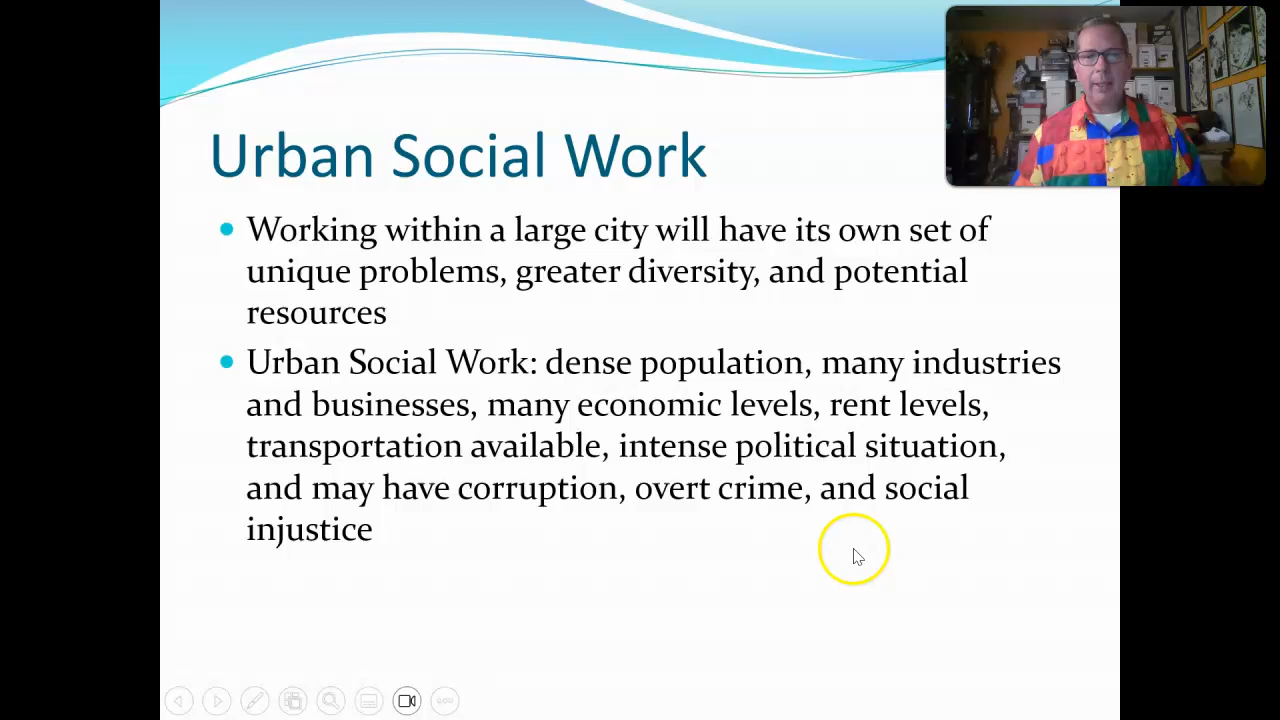 Urban Social Work
Working within a large city will have its own set of
unique problems, greater diversity, and potential
resources
Urban Social Work: dense population, many industries
and businesses, many economic levels, rent levels,
transportation available, intense political situation,
and may have corruption, overt crime, and social
injustice